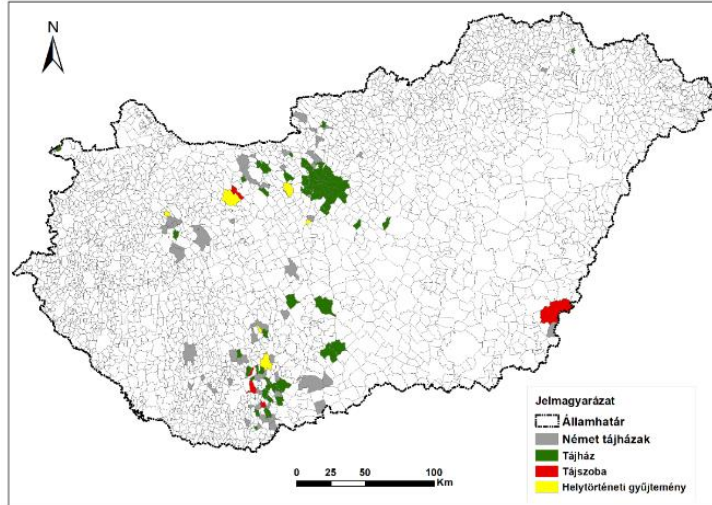 N
Jelmagyarázat
Államhatár
Német tájházak
Tájház
Tájszoba
Helytörténeti gyűjtemény
0 25 50 100
Km